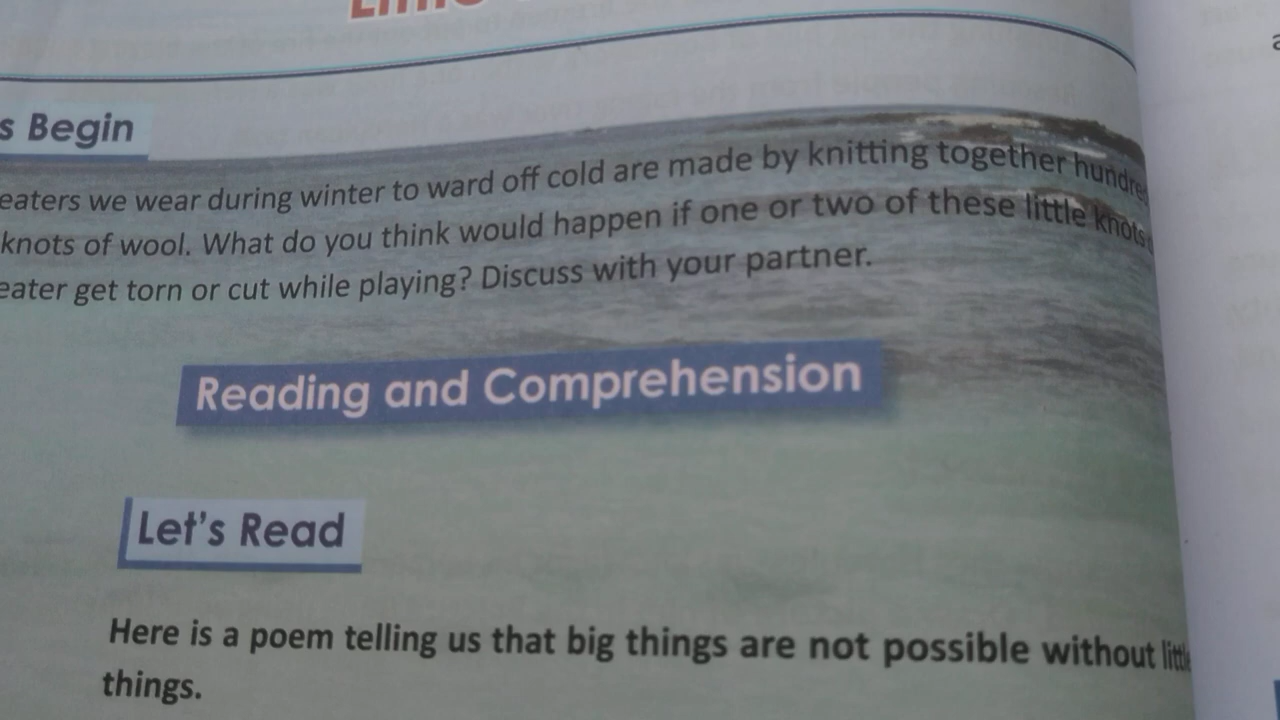 s Begin
eaters we wear during winter to ward off cold are made by knitting together hundre
knots of wool. What do you think would happen if one or two of these little knots
eater get torn or cut while playing? Discuss with your partner.
Reading and Comprehension
Let's Read
Here is a poem telling us that big things are not possible without little
things.